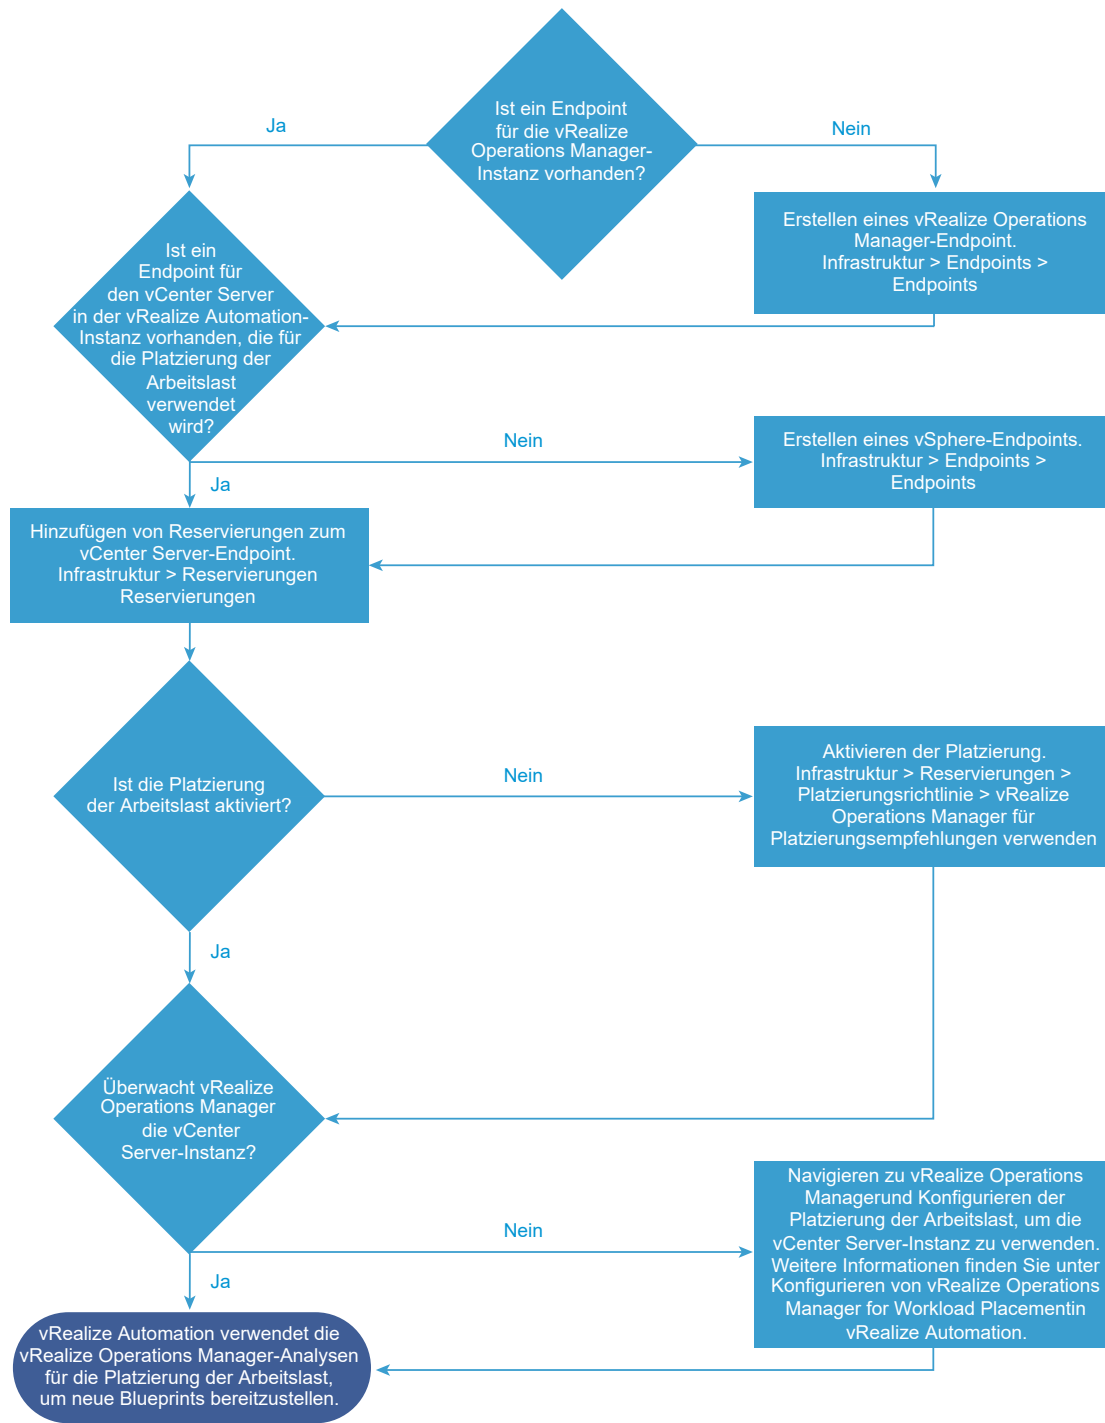 Ist ein Endpoint
für die vRealize
Operations Manager-
Instanz vorhanden?
Ja
Nein
Erstellen eines vRealize Operations
Manager-Endpoint.
Infrastruktur > Endpoints >
Endpoints
Ist ein
Endpoint für
den vCenter Server
in der vRealize Automation-
Instanz vorhanden, die für
die Platzierung der
Arbeitslast
verwendet
wird?
Nein
Erstellen eines vSphere-Endpoints.
Infrastruktur > Endpoints >
Endpoints
Ja
Hinzufügen von Reservierungen zum
vCenter Server-Endpoint.
Infrastruktur > Reservierungen
Reservierungen
Ist die Platzierung
der Arbeitslast aktiviert?
Nein
Aktivieren der Platzierung.
Infrastruktur > Reservierungen >
Platzierungsrichtlinie > vRealize
Operations Manager für
Platzierungsempfehlungen verwenden
Ja
Überwacht vRealize
Operations Manager
die vCenter
Server-Instanz?
Nein
Navigieren zu vRealize Operations
Managerund Konfigurieren der
Platzierung der Arbeitslast, um die
vCenter Server-Instanz zu verwenden.
Weitere Informationen finden Sie unter
Konfigurieren von vRealize Operations
Manager for Workload Placementin
vRealize Automation.
Ja
vRealize Automation verwendet die
vRealize Operations Manager-Analysen
für die Platzierung der Arbeitslast,
um neue Blueprints bereitzustellen.